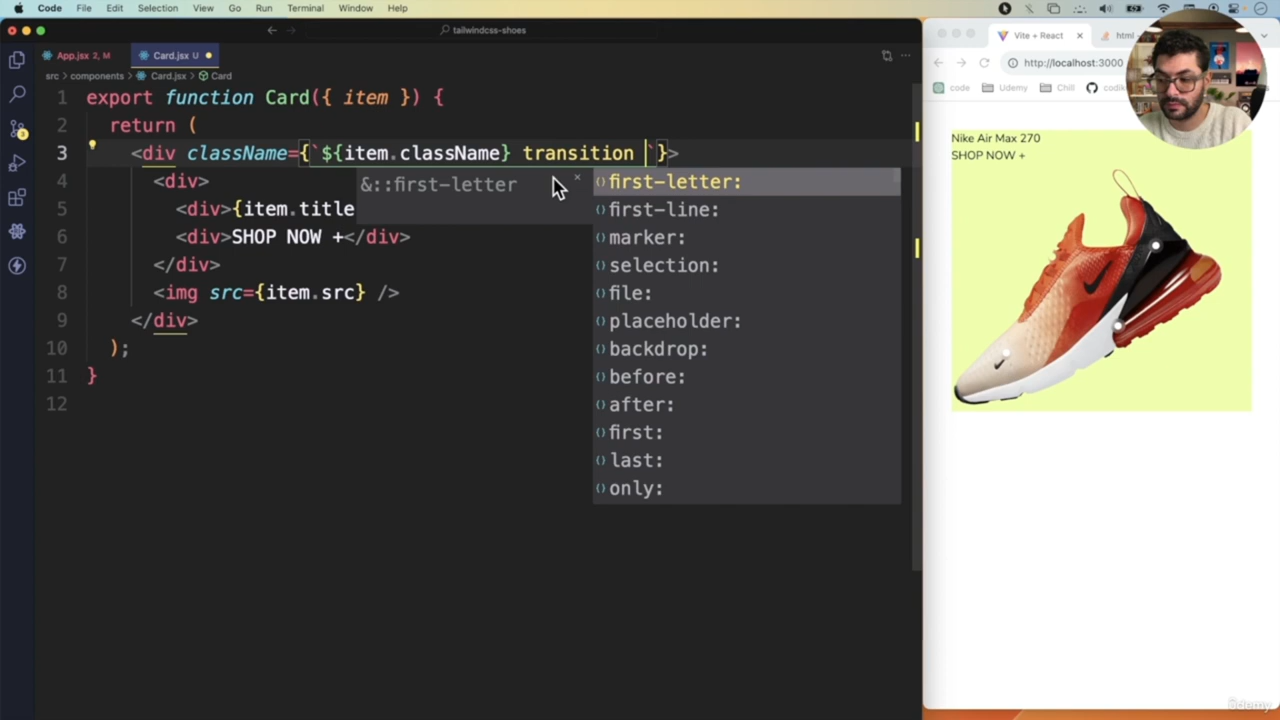 Code File Edit Selection View Go Run Terminal Window Help
tailwindcss-shoes
App.jsx 2, M
Card.jsx U
src > components > Card.jsx > Card
1 export function Card({ item }) {
2 return (
3 <div className={`${item.className} transition `}>
4 <div>
5 <div>{item.title
6 <div>SHOP NOW +</div>
7 </div>
8 <img src={item.src} />
9 </div>
10 );
11 }
12
&::first-letter
first-letter:
first-line:
marker:
selection:
file:
placeholder:
backdrop:
before:
after:
first:
last:
only:
Vite + React
html
http://localhost:3000
code Udemy Chill
Nike Air Max 270
SHOP NOW +
Udemy